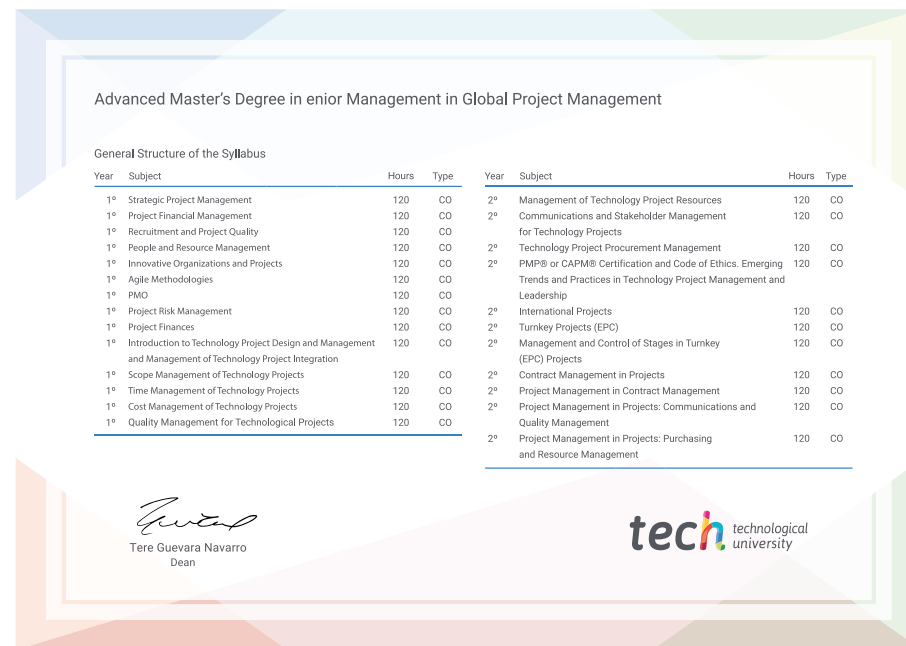 Advanced Master's Degree in enior Management in Global Project Management
General Structure of the Syllabus
Year Subject Hours Type
1º Strategic Project Management 120 CO
1º Project Financial Management 120 CO
1º Recruitment and Project Quality 120 CO
1º People and Resource Management 120 CO
1º Innovative Organizations and Projects 120 CO
1º Agile Methodologies 120 CO
1º PMO 120 CO
1º Project Risk Management 120 CO
1º Project Finances 120 CO
1º Introduction to Technology Project Design and Management 120 CO
and Management of Technology Project Integration
1º Scope Management of Technology Projects 120 CO
1º Time Management of Technology Projects 120 CO
1º Cost Management of Technology Projects 120 CO
1º Quality Management for Technological Projects 120 CO
Year Subject Hours Type
2º Management of Technology Project Resources 120 CO
2º Communications and Stakeholder Management 120 CO
for Technology Projects
2º Technology Project Procurement Management 120 CO
2º PMP® or CAPM® Certification and Code of Ethics. Emerging 120 CO
Trends and Practices in Technology Project Management and
Leadership
2º International Projects 120 CO
2º Turnkey Projects (EPC) 120 CO
2º Management and Control of Stages in Turnkey 120 CO
(EPC) Projects
2º Contract Management in Projects 120 CO
2º Project Management in Contract Management 120 CO
2º Project Management in Projects: Communications and 120 CO
Quality Management
2º Project Management in Projects: Purchasing 120 CO
and Resource Management
Tere Guevara Navarro
Dean
tech technological
university